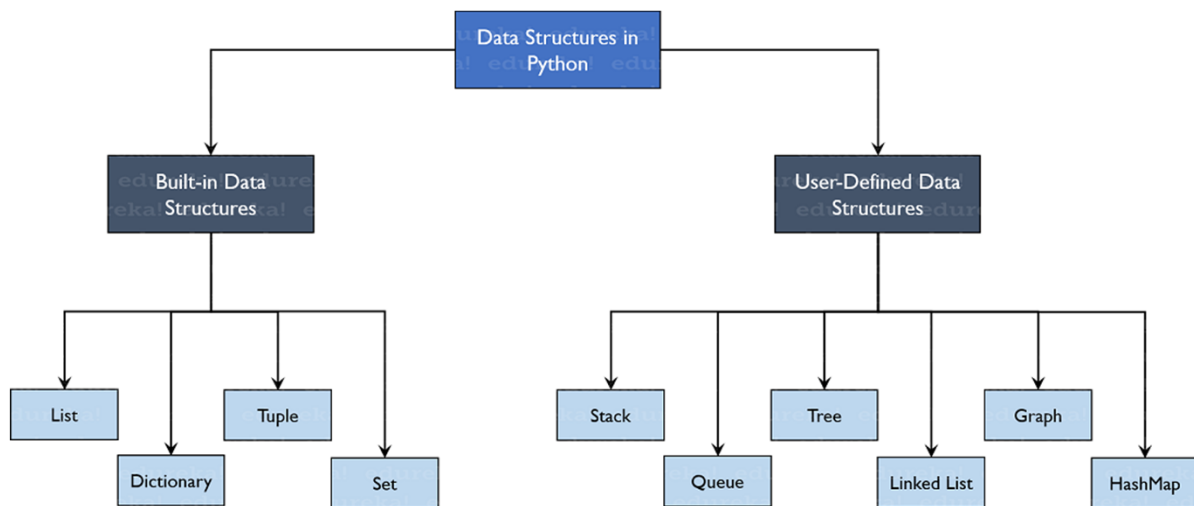 Data Structures in
Python
Built-in Data
Structures
User-Defined Data
Structures
List
Tuple
Stack
Tree
Graph
Dictionary
Set
Queue
Linked List
HashMap